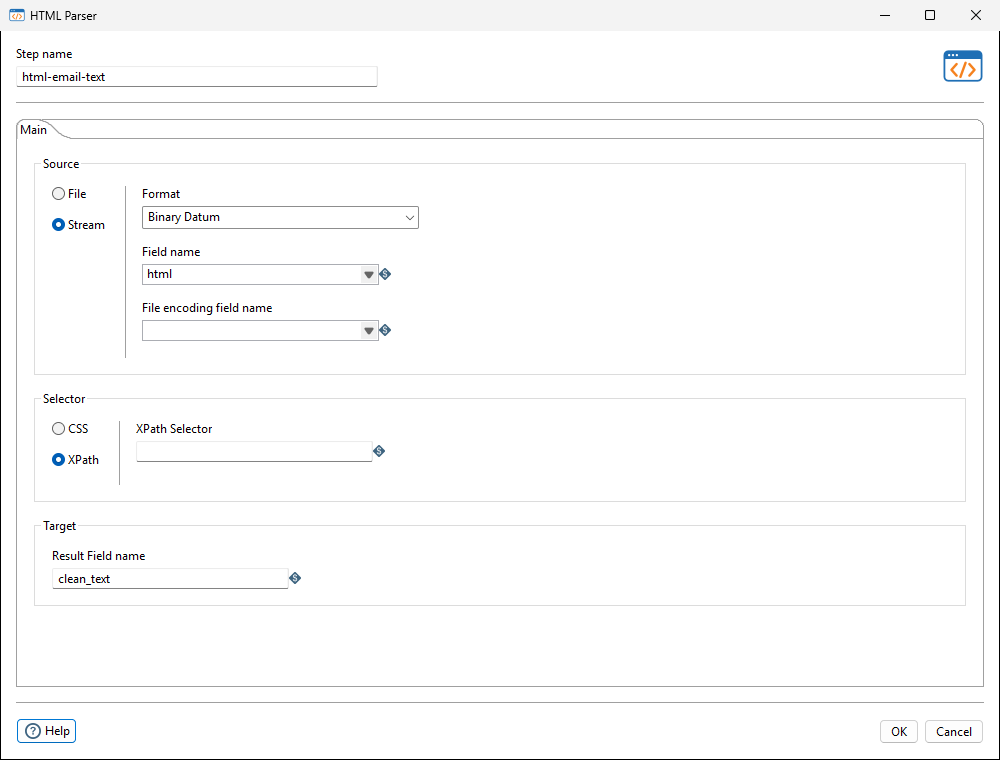 HTML Parser
Step name
html-email-text
Main
Source
File
Stream
Format
Binary Datum
Field name
html
File encoding field name
Selector
CSS
XPath
XPath Selector
Target
Result Field name
clean_text
Help
OK
Cancel